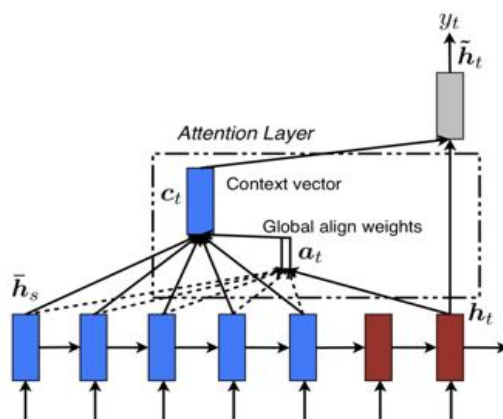 y_t
h̃_t
Attention Layer
c_t
Context vector
Global align weights
a_t
h̄_s
h_t